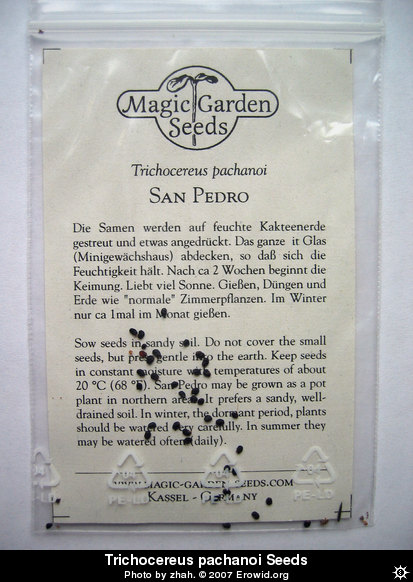 Magic Garden
Seeds
Trichocereus pachanoi
SAN PEDRO
Die Samen werden auf feuchte Kakteenerde
gestreut und etwas angedrückt. Das ganze it Glas
(Minigewächshaus) abdecken, so daß sich die
Feuchtigkeit hält. Nach ca 2 Wochen beginnt die
Keimung. Liebt viel Sonne. Gießen, Düngen und
Erde wie "normale" Zimmerpflanzen. Im Winter
nur ca 1mal im Monat gießen.
Sow seeds in sandy soil. Do not cover the small
seeds, but press gentle into the earth. Keep seeds
in constant moisture with temperatures of about
20 °C (68 °F). San Pedro may be grown as a pot
plant in northern areas. It prefers a sandy, well-
drained soil. In winter, the dormant period, plants
should be watered very carefully. In summer they
may be watered often (daily).
WWW.MAGIC-GARDEN-SEEDS.COM
KASSEL - GERMANY
PE-LD PE-LD PE-LD
Trichocereus pachanoi Seeds
Photo by zhah. © 2007 Erowid.org